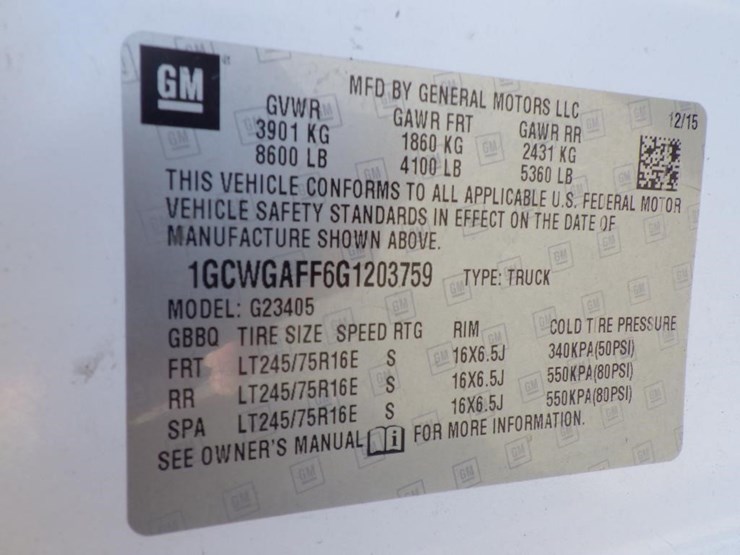 GM
MFD BY GENERAL MOTORS LLC
12/15
GVWR GAWR FRT GAWR RR
3901 KG 1860 KG 2431 KG
8600 LB 4100 LB 5360 LB
THIS VEHICLE CONFORMS TO ALL APPLICABLE U.S. FEDERAL MOTOR
VEHICLE SAFETY STANDARDS IN EFFECT ON THE DATE OF
MANUFACTURE SHOWN ABOVE.
1GCWGAFF6G1203759 TYPE: TRUCK
MODEL: G23405
GBBQ TIRE SIZE SPEED RTG RIM COLD TIRE PRESSURE
FRT LT245/75R16E S 16X6.5J 340KPA(50PSI)
RR LT245/75R16E S 16X6.5J 550KPA(80PSI)
SPA LT245/75R16E S 16X6.5J 550KPA(80PSI)
SEE OWNER'S MANUAL i FOR MORE INFORMATION.